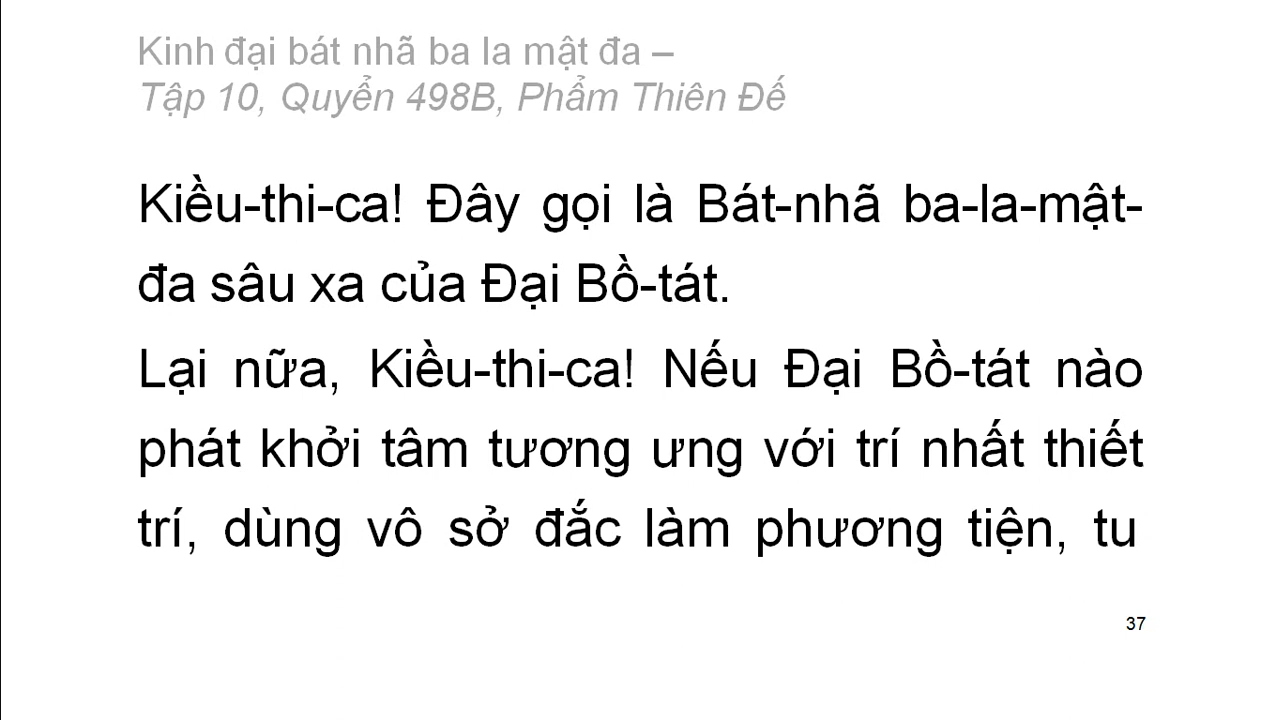 Kinh đại bát nhã ba la mật đa –
Tập 10, Quyển 498B, Phẩm Thiên Đế
Kiều-thi-ca! Đây gọi là Bát-nhã ba-la-mật-
đa sâu xa của Đại Bồ-tát.
Lại nữa, Kiều-thi-ca! Nếu Đại Bồ-tát nào
phát khởi tâm tương ưng với trí nhất thiết
trí, dùng vô sở đắc làm phương tiện, tu
37